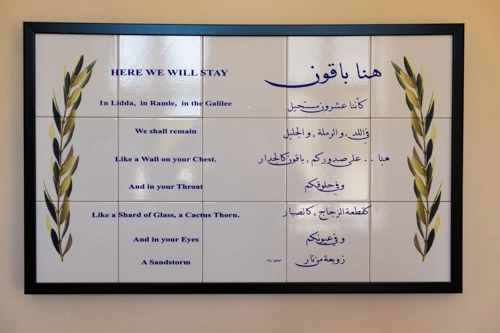 HERE WE WILL STAY
In Lidda, in Ramle, in the Galilee
We shall remain
Like a Wall on your Chest.
And in your Throat
Like a Shard of Glass, a Cactus Thorn.
And in your Eyes
A Sandstorm
هنا باقون
كأننا عشرون مستحيل
في اللد، والرملة، والجليل
هنا .. على صدوركم، باقون كالجدار
وفي حلوقكم
كقطعة الزجاج، كالصبار
وفي عيونكم
زوبعة من نار